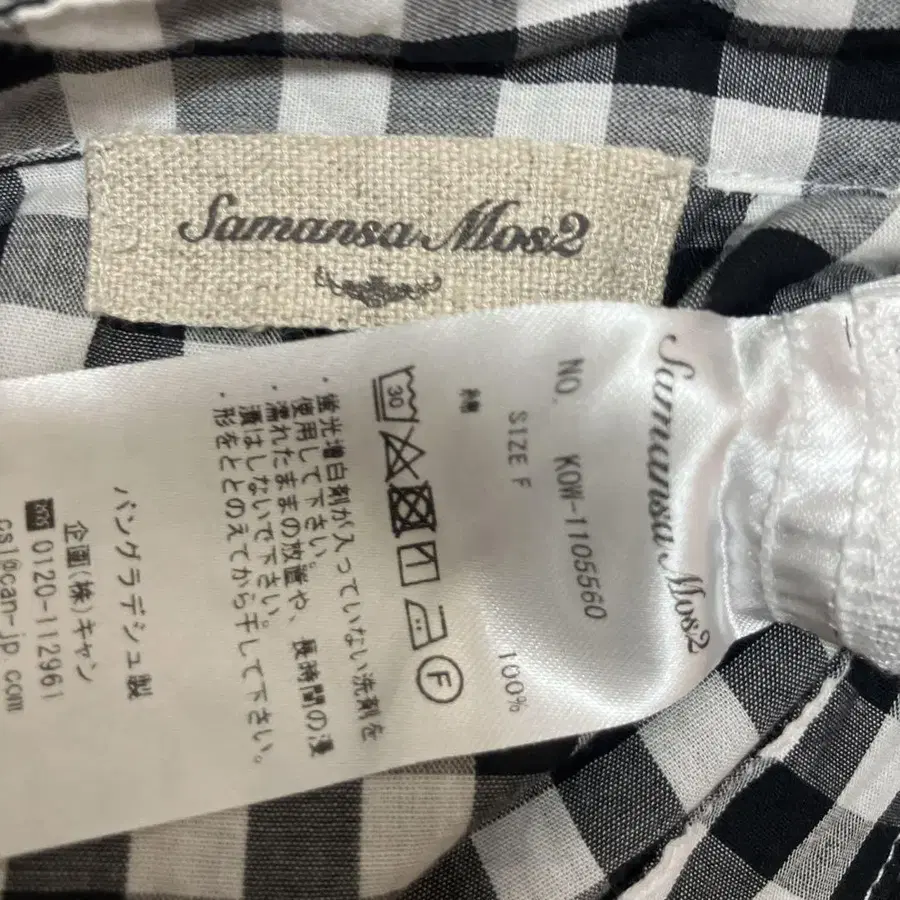 Samansa Mos2
Samansa Mos2
NO. KOW-1105560
SIZE F
綿 100%
30
F
・蛍光増白剤が入っていない洗剤を
使用して下さい。
・濡れたままの放置や、長時間の浸
漬はしないで下さい。
・形をととのえてから干して下さい。
バングラデシュ製
企画(株)キャン
0120-112961
cs1@can-jp.com